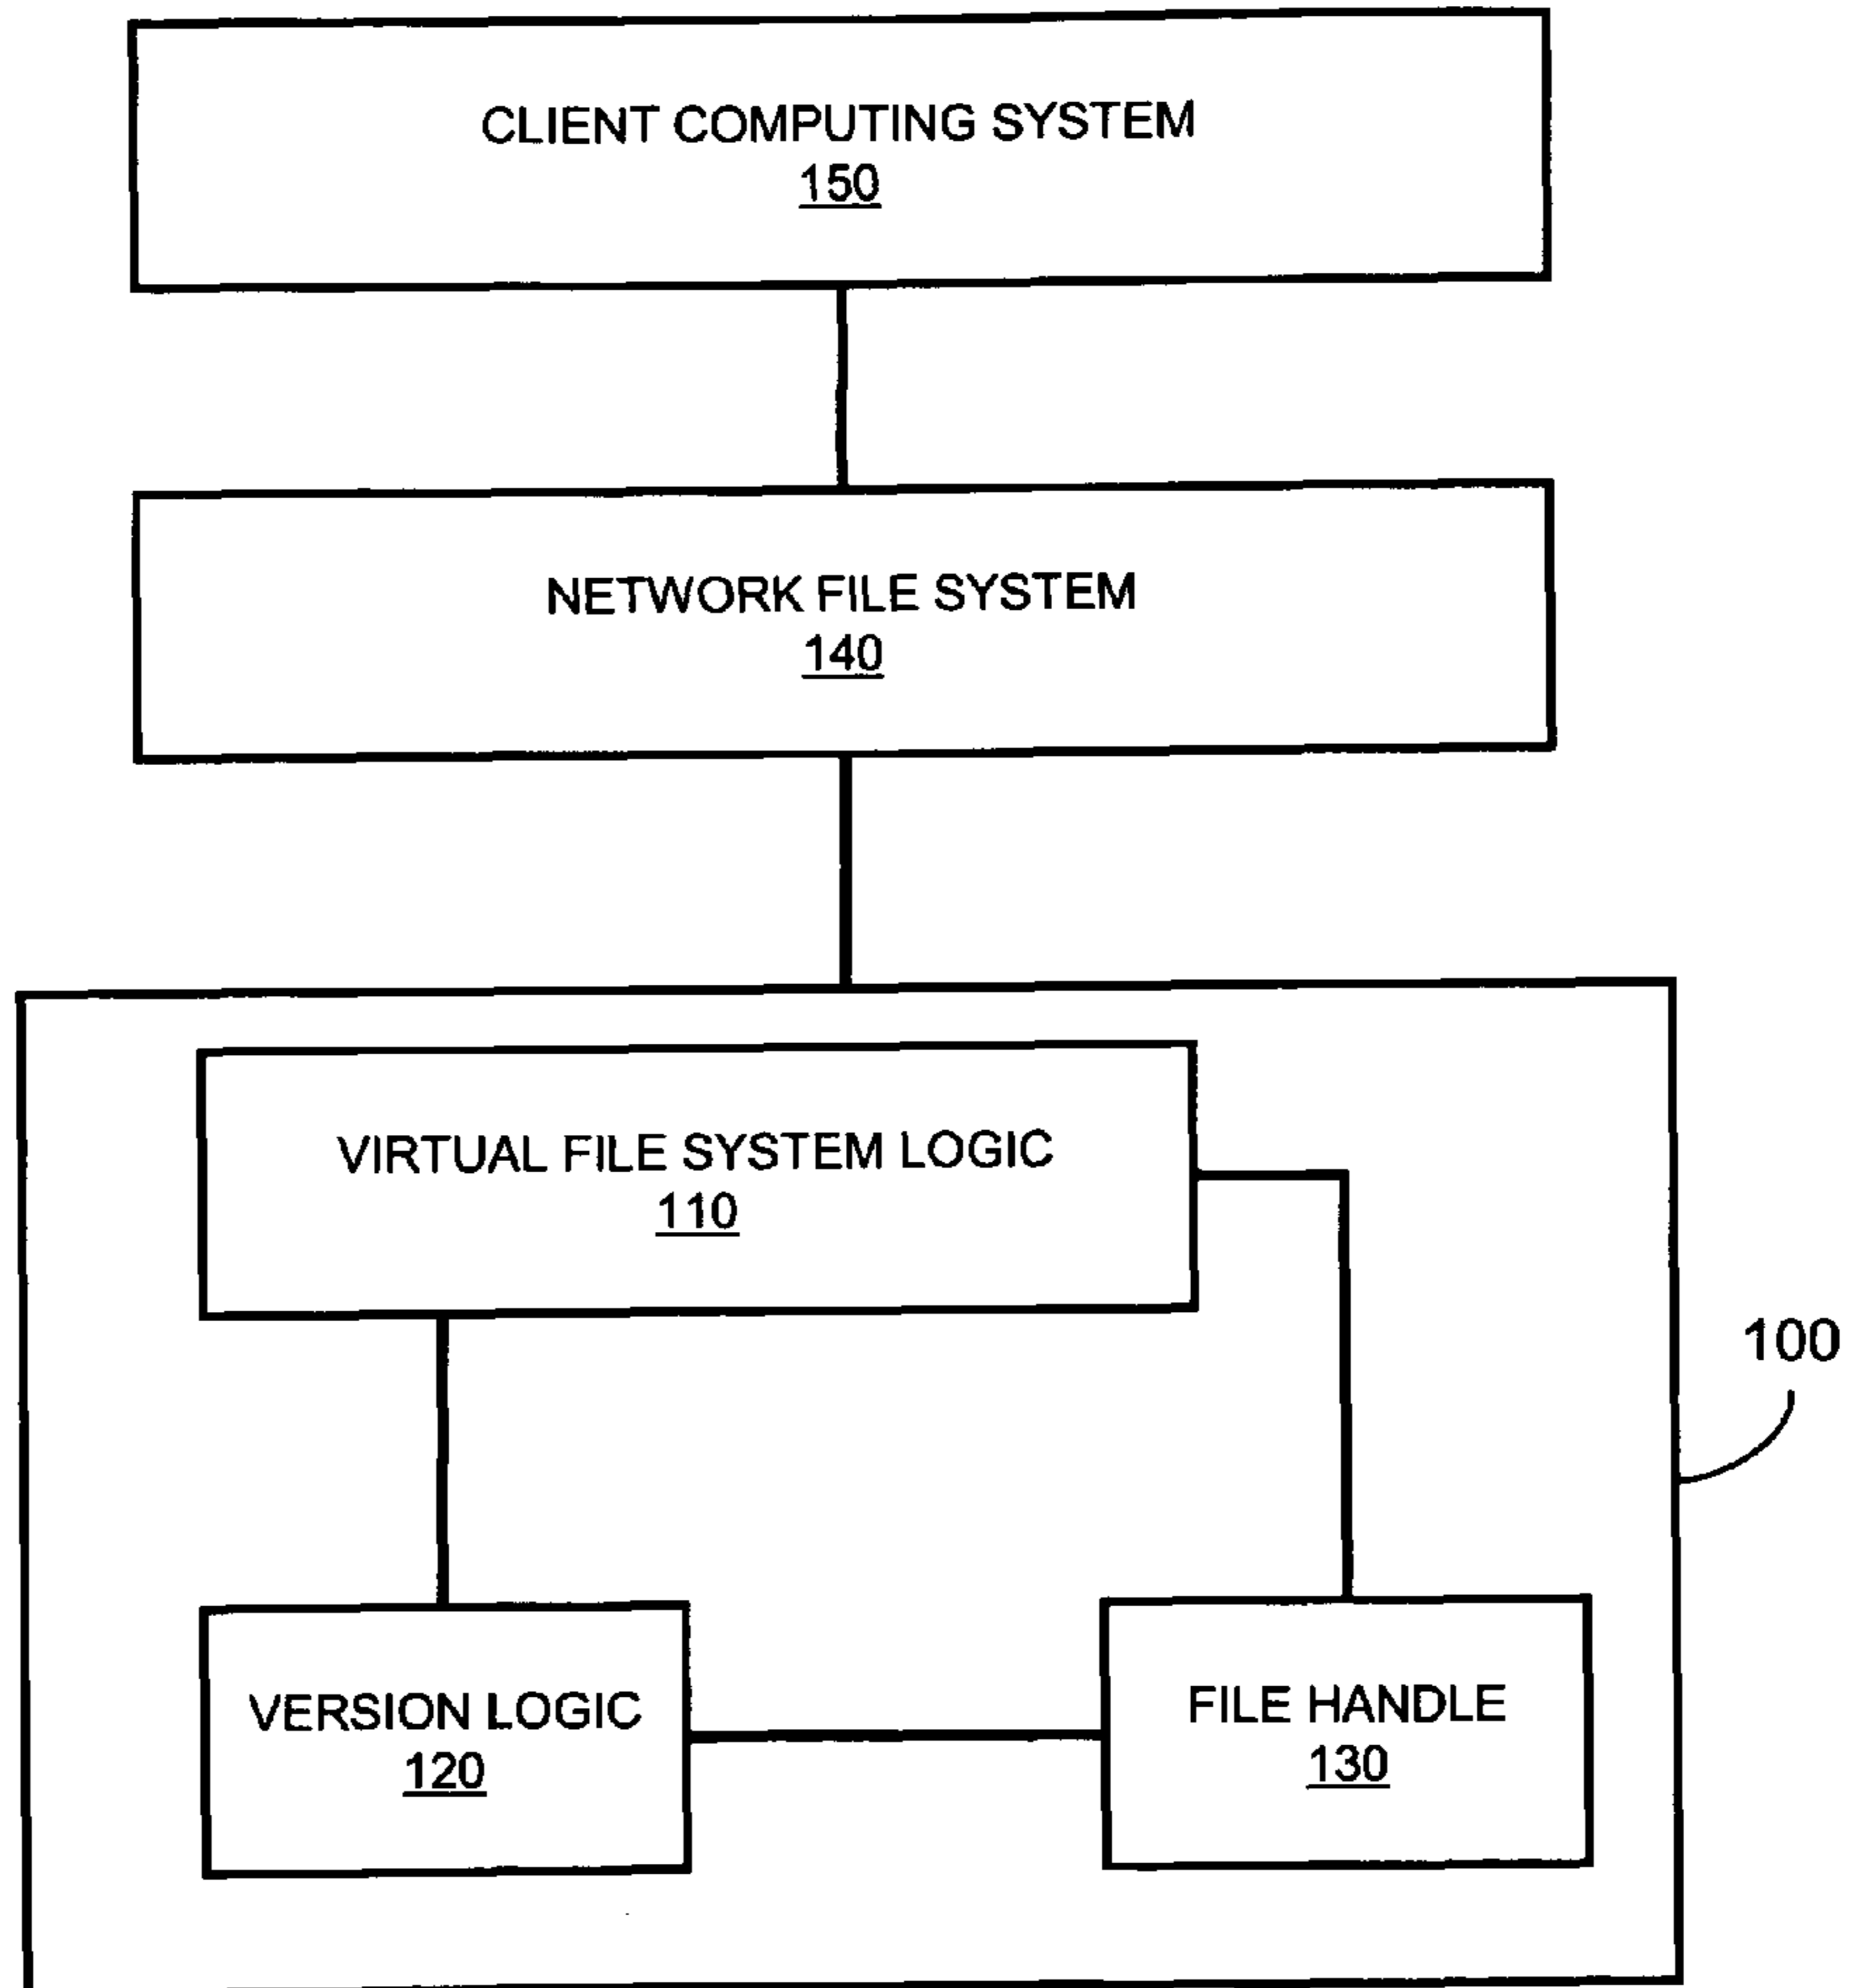 CLIENT COMPUTING SYSTEM
150
NETWORK FILE SYSTEM
140
VIRTUAL FILE SYSTEM LOGIC
110
100
VERSION LOGIC
120
FILE HANDLE
130